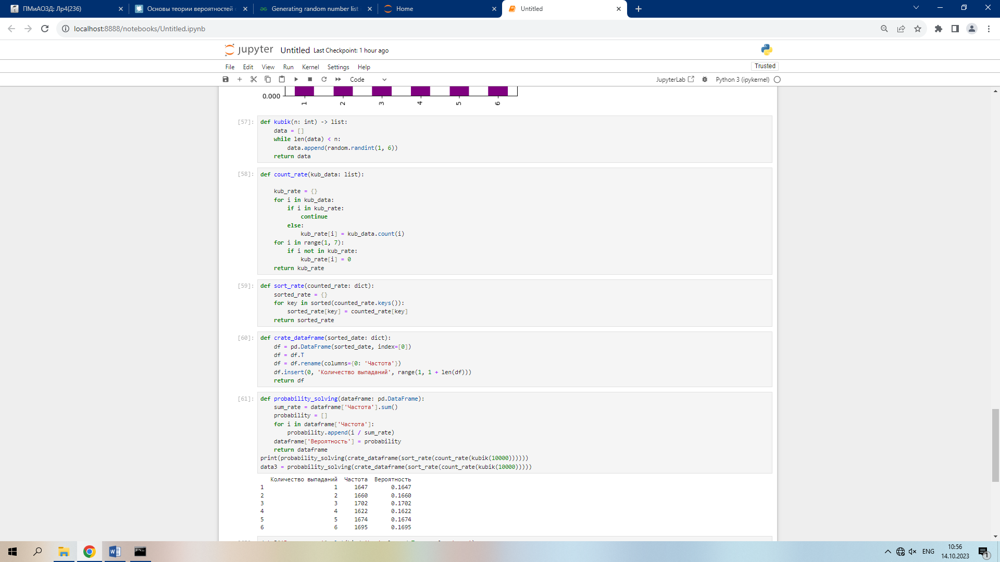 ПМиАОЗД: Лр4(236)
Основы теории вероятностей
Generating random number list
Home
Untitled
localhost:8888/notebooks/Untitled.ipynb
jupyter Untitled Last Checkpoint: 1 hour ago
File Edit View Run Kernel Settings Help
Trusted
Code
JupyterLab
Python 3 (ipykernel)
0.000
1 2 3 4 5 6
[57]:
def kubik(n: int) -> list:
    data = []
    while len(data) < n:
        data.append(random.randint(1, 6))
    return data
[58]:
def count_rate(kub_data: list):
    kub_rate = {}
    for i in kub_data:
        if i in kub_rate:
            continue
        else:
            kub_rate[i] = kub_data.count(i)
    for i in range(1, 7):
        if i not in kub_rate:
            kub_rate[i] = 0
    return kub_rate
[59]:
def sort_rate(counted_rate: dict):
    sorted_rate = {}
    for key in sorted(counted_rate.keys()):
        sorted_rate[key] = counted_rate[key]
    return sorted_rate
[60]:
def crate_dataframe(sorted_date: dict):
    df = pd.DataFrame(sorted_date, index=[0])
    df = df.T
    df = df.rename(columns={0: 'Частота'})
    df.insert(0, 'Количество выпаданий', range(1, 1 + len(df)))
    return df
[61]:
def probability_solving(dataframe: pd.DataFrame):
    sum_rate = dataframe['Частота'].sum()
    probability = []
    for i in dataframe['Частота']:
        probability.append(i / sum_rate)
    dataframe['Вероятность'] = probability
    return dataframe
print(probability_solving(crate_dataframe(sort_rate(count_rate(kubik(10000))))))
data3 = probability_solving(crate_dataframe(sort_rate(count_rate(kubik(10000)))))
Количество выпаданий Частота Вероятность
1 1 1647 0.1647
2 2 1660 0.1660
3 3 1702 0.1702
4 4 1622 0.1622
5 5 1674 0.1674
6 6 1695 0.1695
ENG
10:56
14.10.2023
1